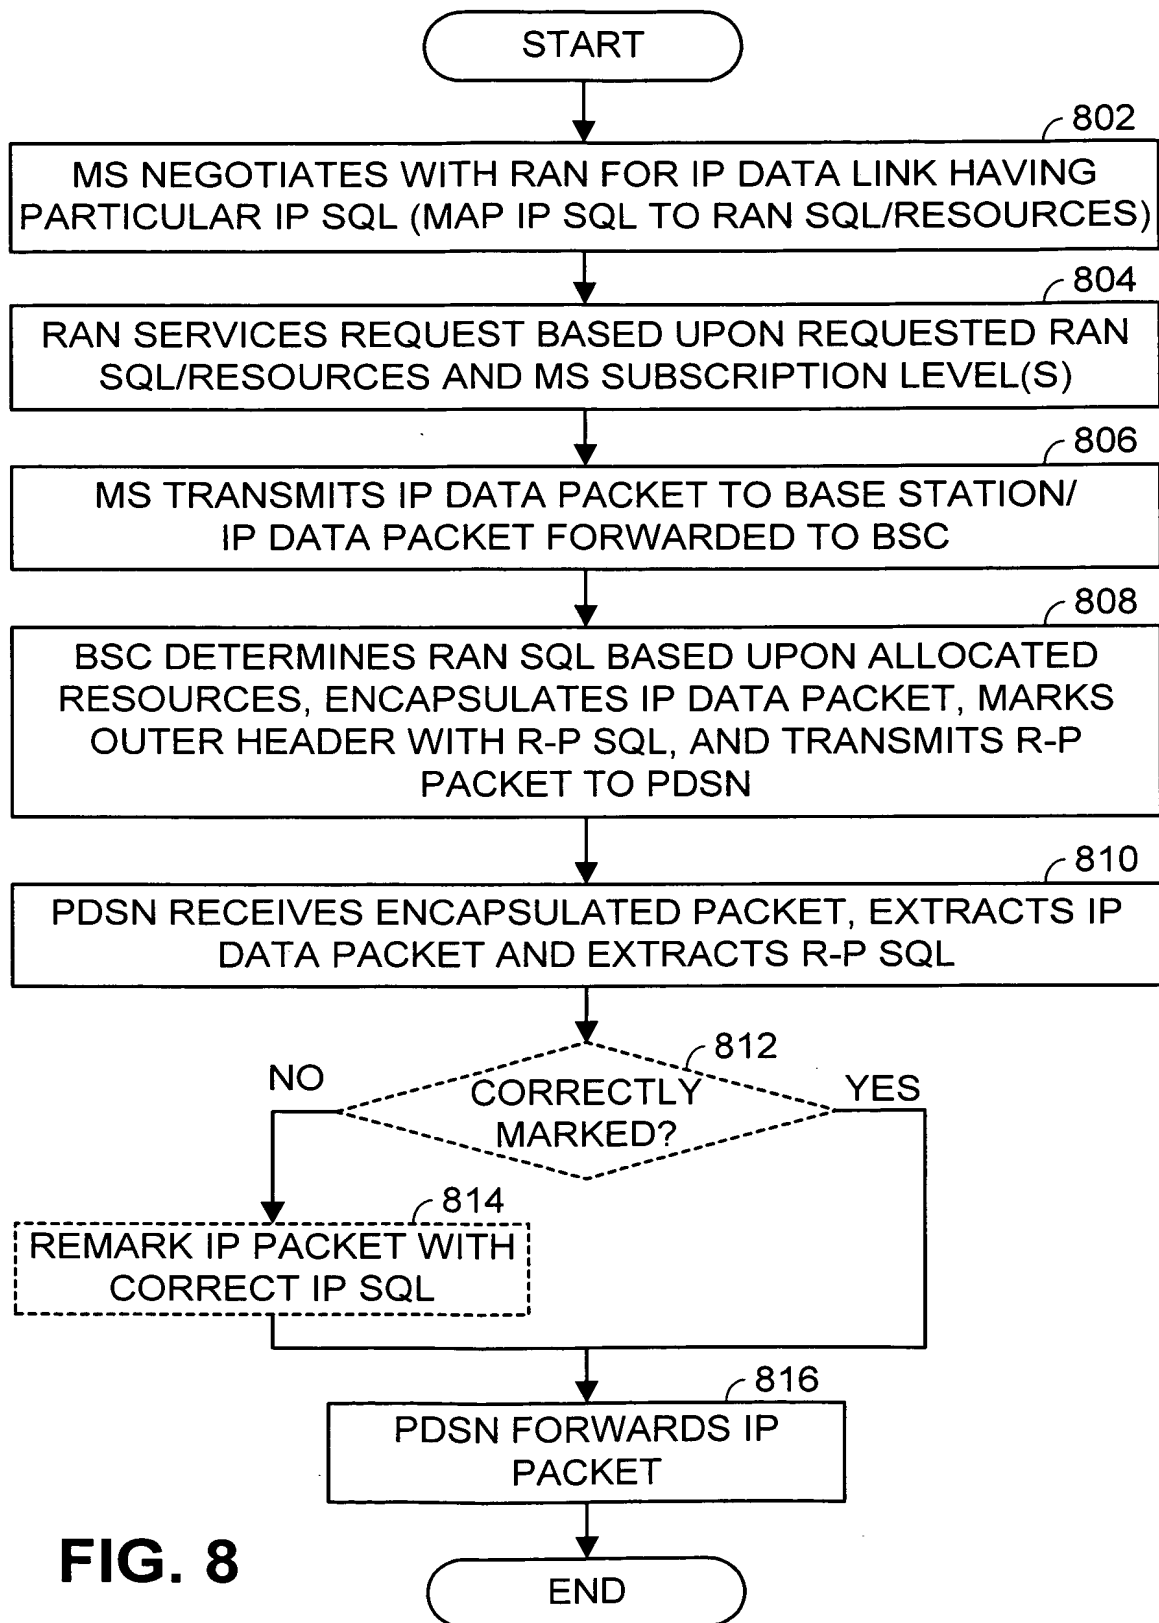 START
802
MS NEGOTIATES WITH RAN FOR IP DATA LINK HAVING
PARTICULAR IP SQL (MAP IP SQL TO RAN SQL/RESOURCES)
804
RAN SERVICES REQUEST BASED UPON REQUESTED RAN
SQL/RESOURCES AND MS SUBSCRIPTION LEVEL(S)
806
MS TRANSMITS IP DATA PACKET TO BASE STATION/
IP DATA PACKET FORWARDED TO BSC
808
BSC DETERMINES RAN SQL BASED UPON ALLOCATED
RESOURCES, ENCAPSULATES IP DATA PACKET, MARKS
OUTER HEADER WITH R-P SQL, AND TRANSMITS R-P
PACKET TO PDSN
810
PDSN RECEIVES ENCAPSULATED PACKET, EXTRACTS IP
DATA PACKET AND EXTRACTS R-P SQL
812
NO
YES
CORRECTLY
MARKED?
814
REMARK IP PACKET WITH
CORRECT IP SQL
816
PDSN FORWARDS IP
PACKET
FIG. 8
END